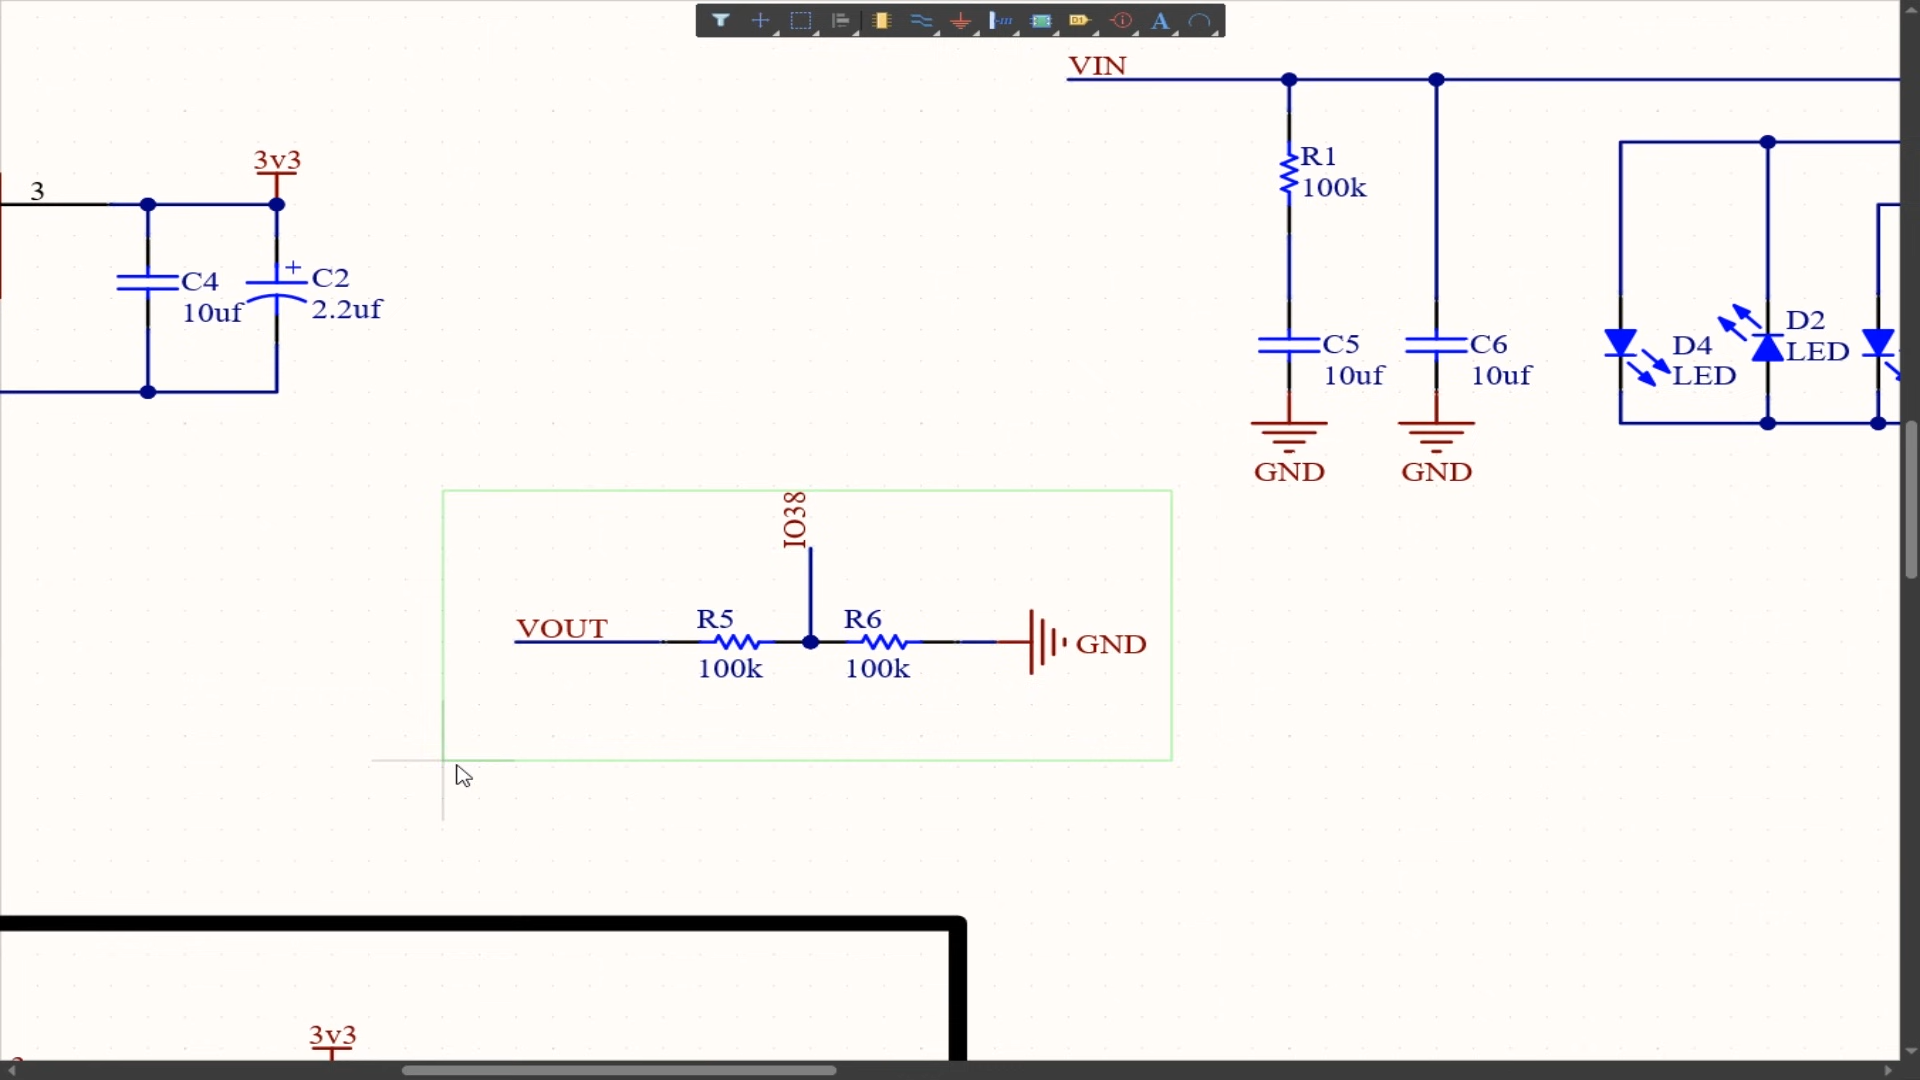 VIN
3v3
3
R1
100k
C4
10uf
+
C2
2.2uf
C5
10uf
C6
10uf
D4
LED
D2
LED
GND
GND
IO38
VOUT
R5
100k
R6
100k
GND
3v3